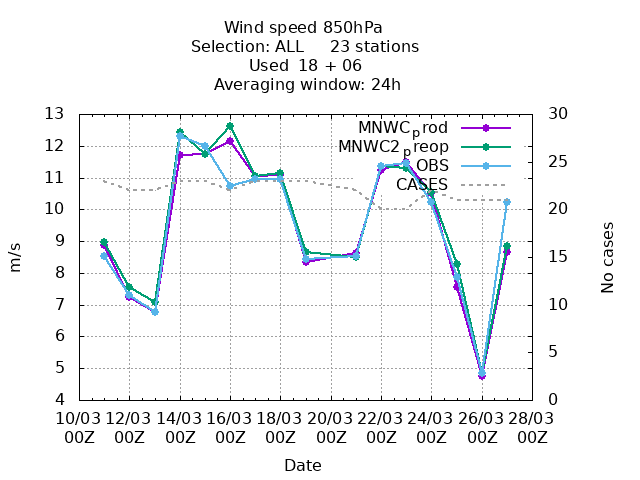 Wind speed 850hPa
Selection: ALL 23 stations
Used 18 + 06
Averaging window: 24h
13 30
MNWCprod
MNWC2preop
OBS
CASES
12
11
10
9
8
7
6
5
4
25
20
15
10
5
0
m/s
No cases
10/03 12/03 14/03 16/03 18/03 20/03 22/03 24/03 26/03 28/03
00Z 00Z 00Z 00Z 00Z 00Z 00Z 00Z 00Z 00Z
Date